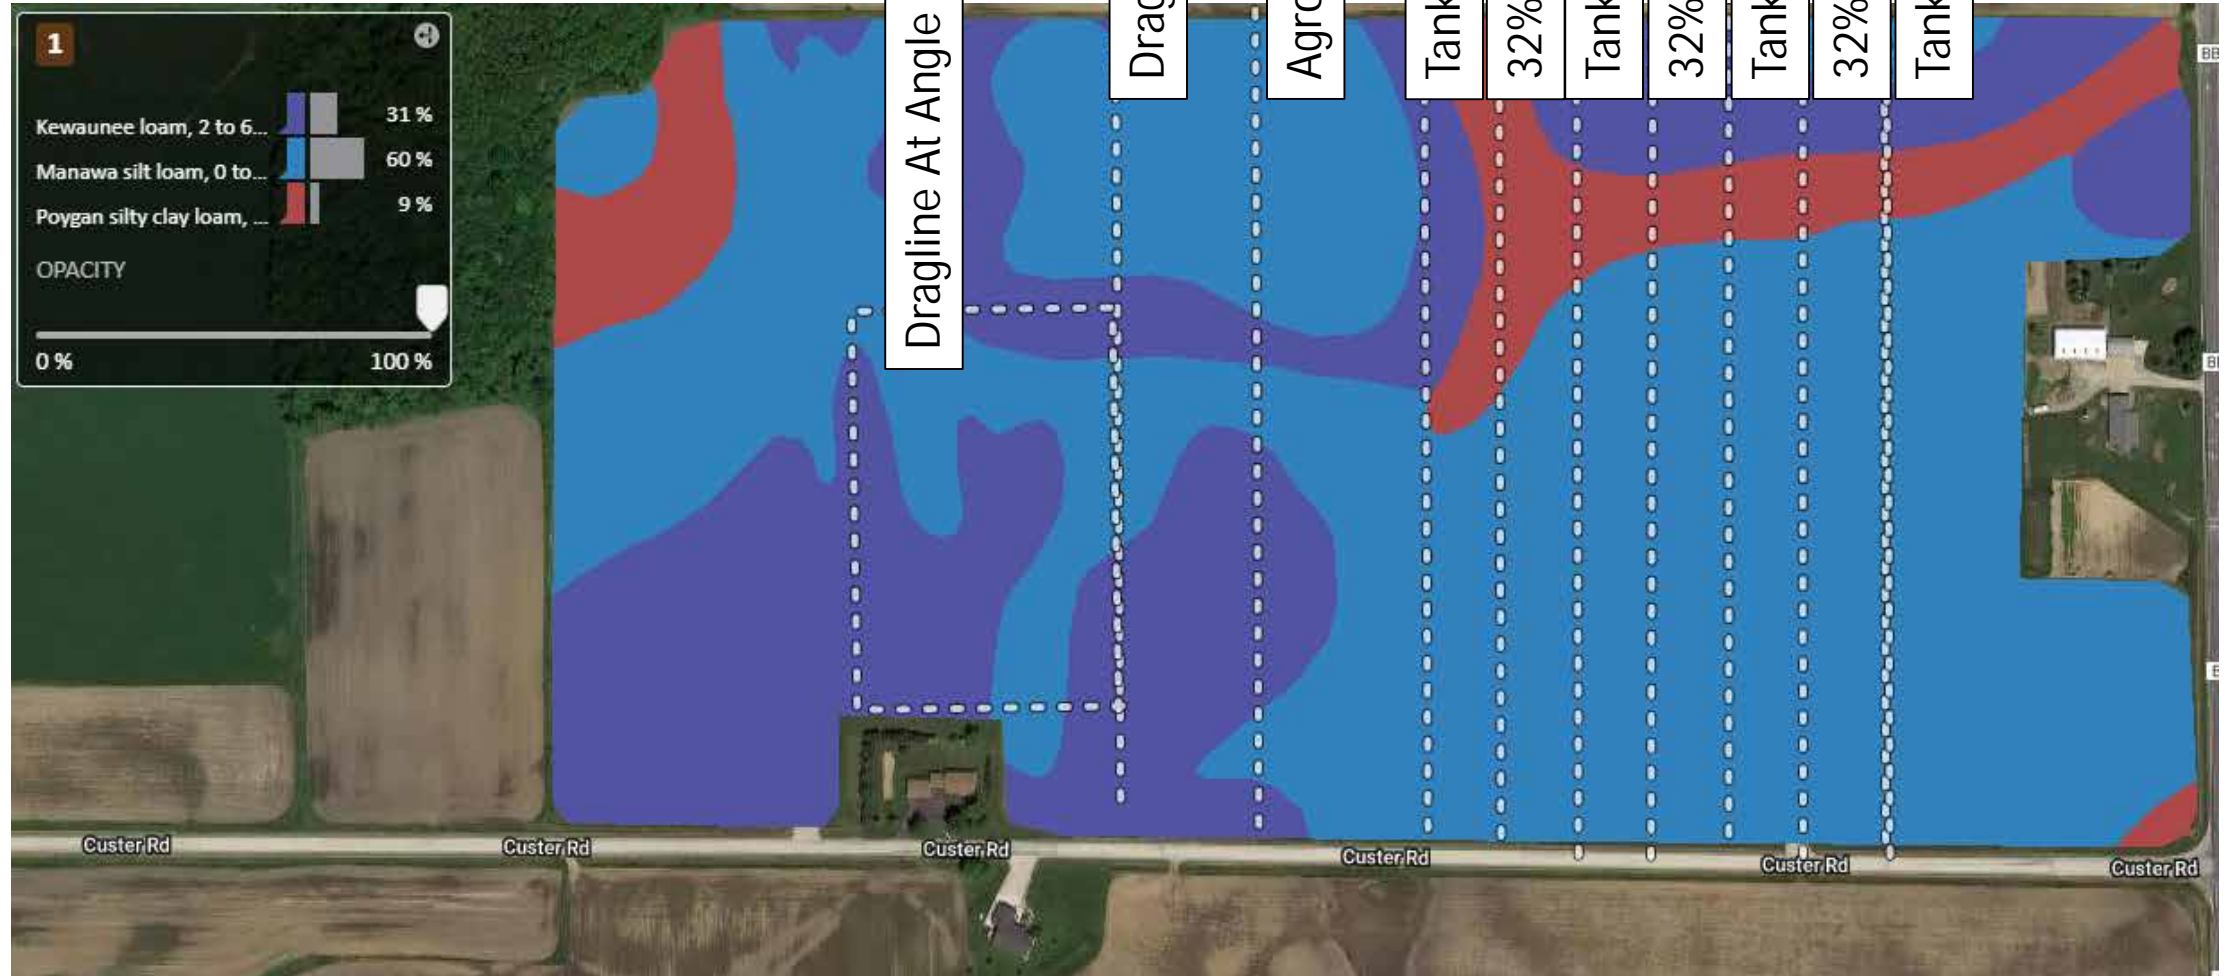 1
Kewaunee loam, 2 to 6...
31 %
Manawa silt loam, 0 to...
60 %
Poygan silty clay loam, ...
9 %
OPACITY
0 %
100 %
Dragline At Angle
Drag
Agro
Tank
32%
Tank
32%
Tank
32%
Tank
BB
Custer Rd
Custer Rd
Custer Rd
Custer Rd
Custer Rd
Custer Rd